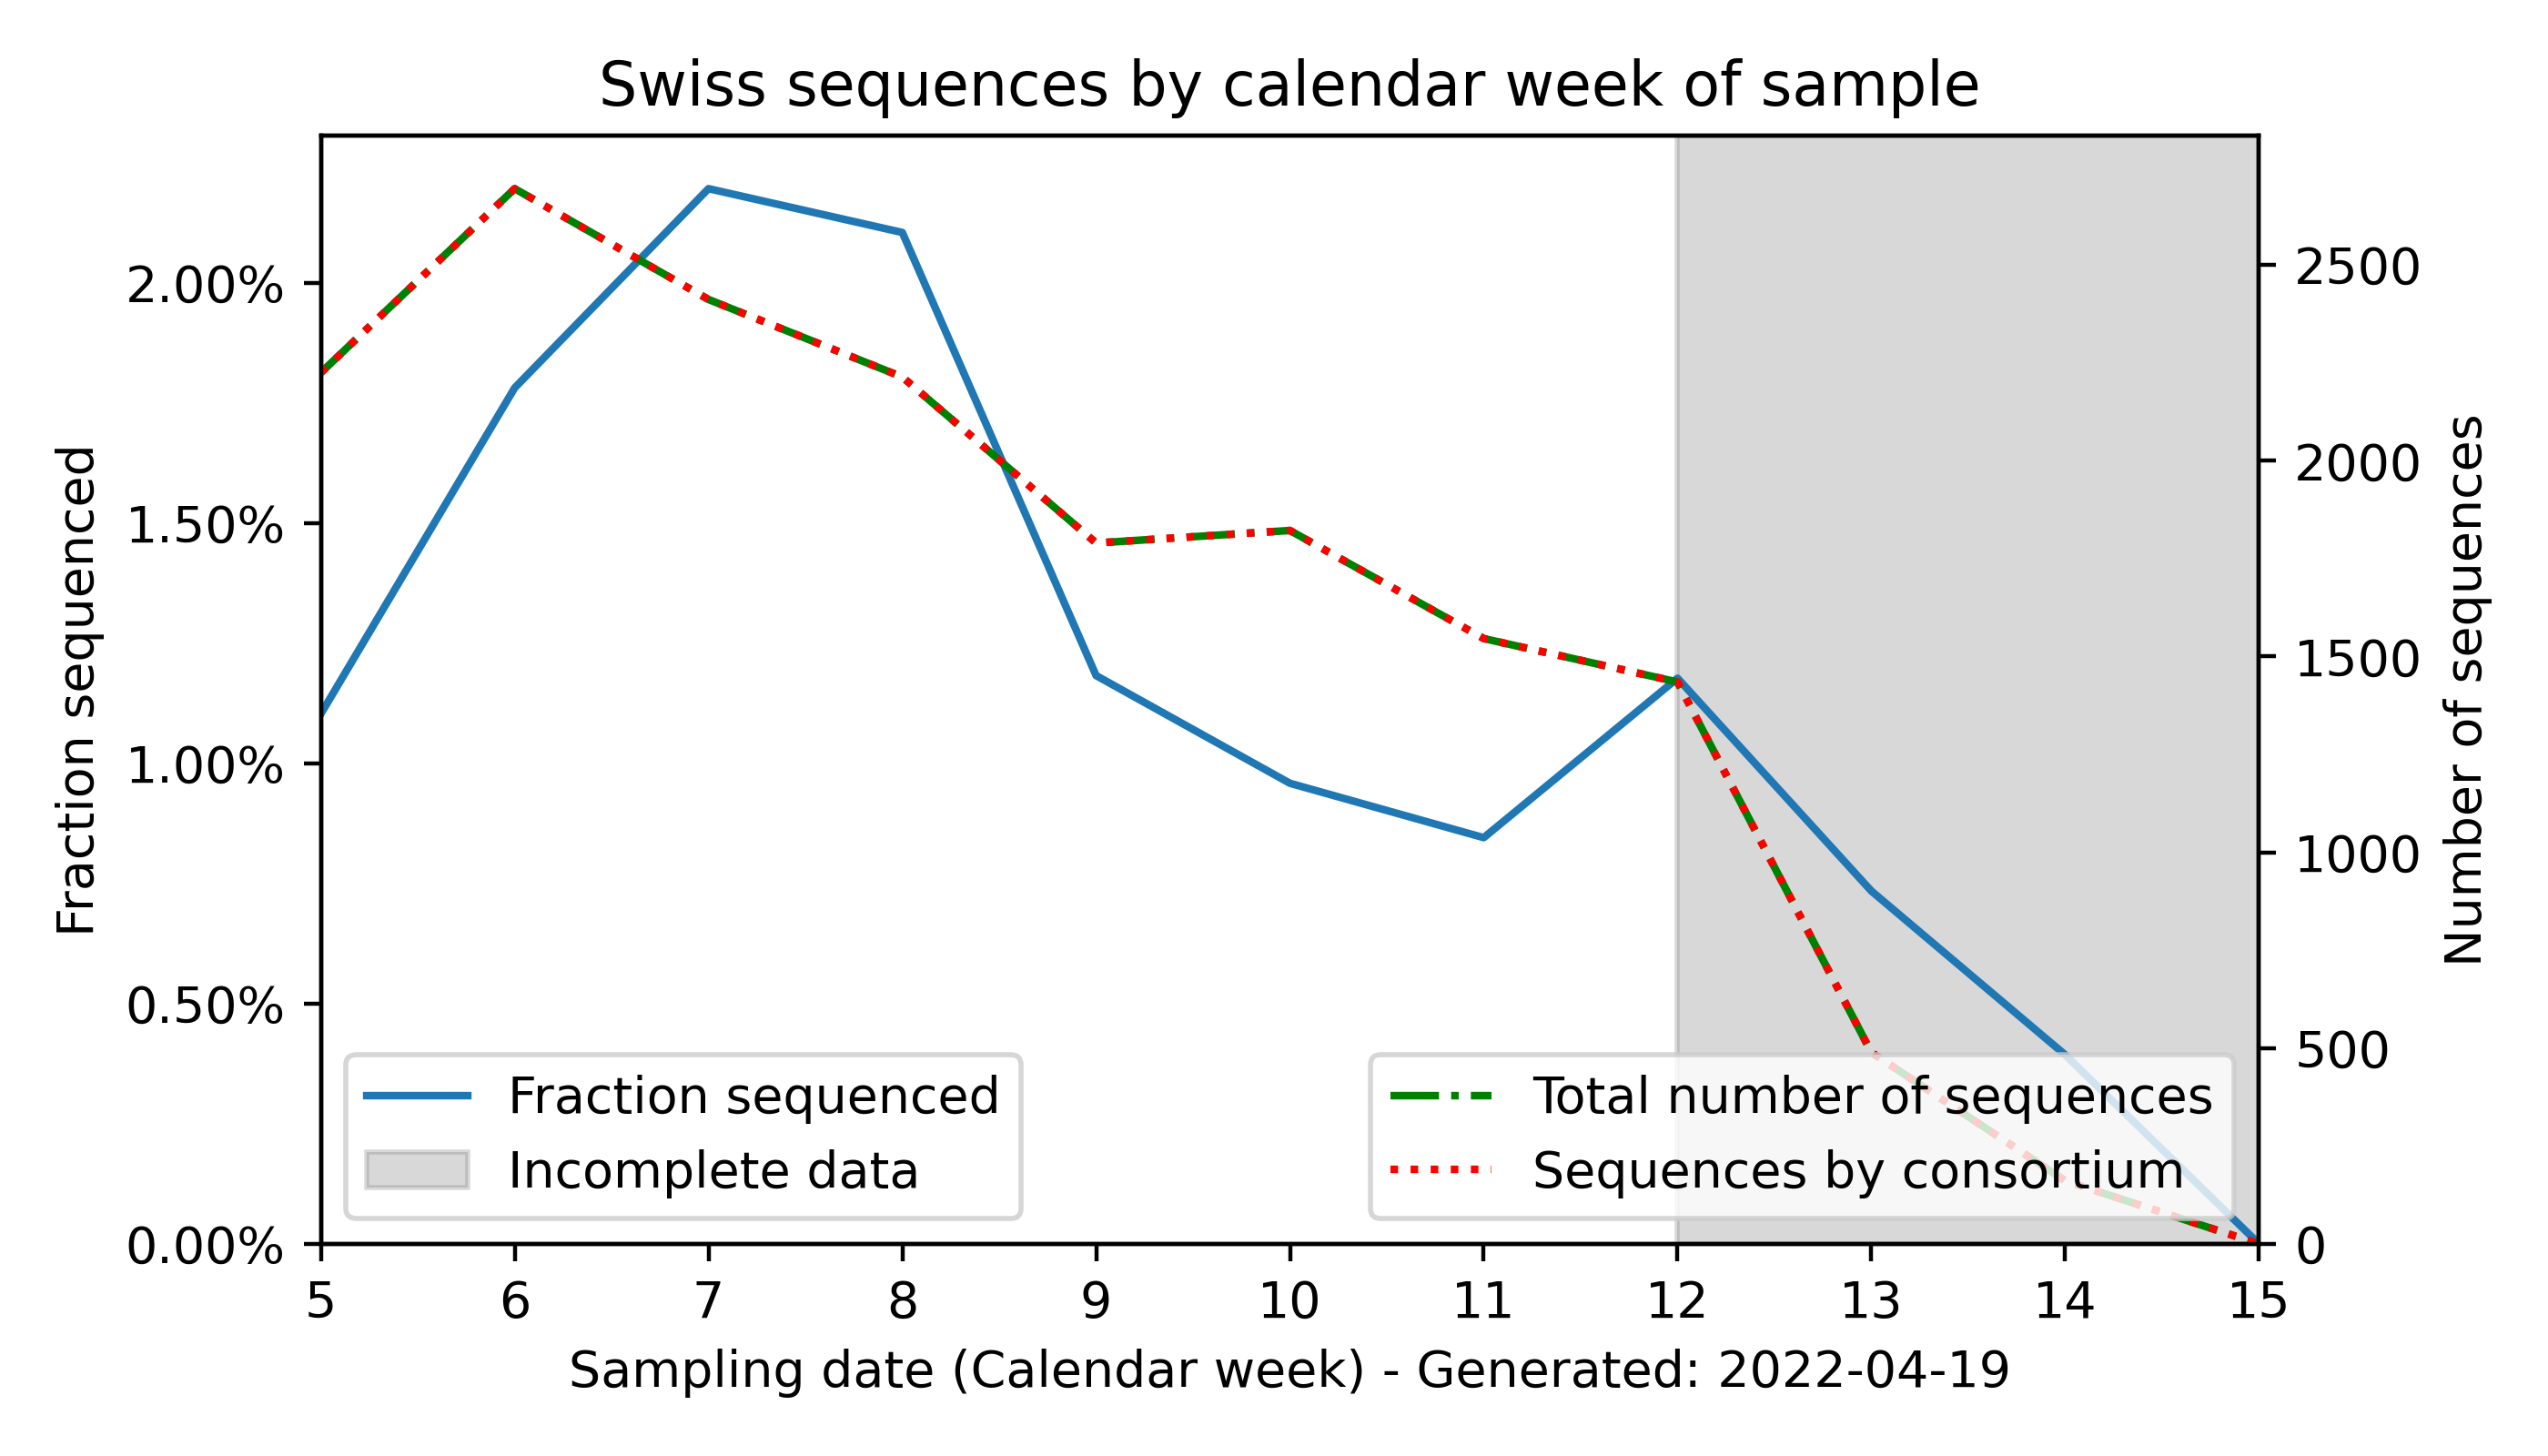 Swiss sequences by calendar week of sample
Fraction sequenced
2.00%
1.50%
1.00%
0.50%
0.00%
2500
2000
1500
1000
500
0
Number of sequences
Fraction sequenced
Incomplete data
Total number of sequences
Sequences by consortium
5 6 7 8 9 10 11 12 13 14 15
Sampling date (Calendar week) - Generated: 2022-04-19